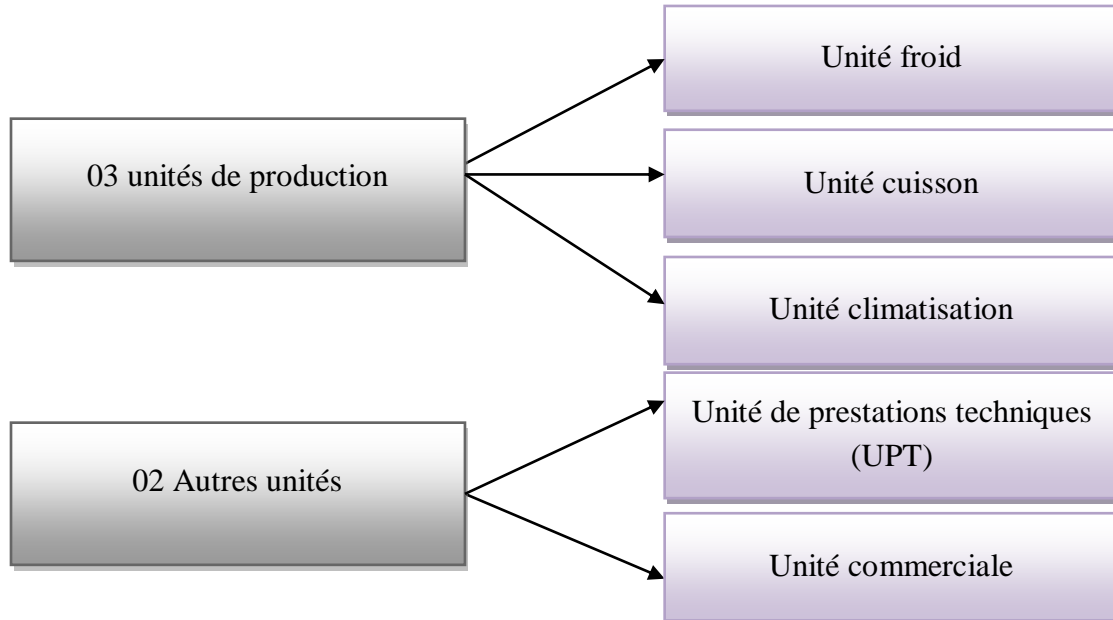 03 unités de production
Unité froid
Unité cuisson
Unité climatisation
02 Autres unités
Unité de prestations techniques
(UPT)
Unité commerciale